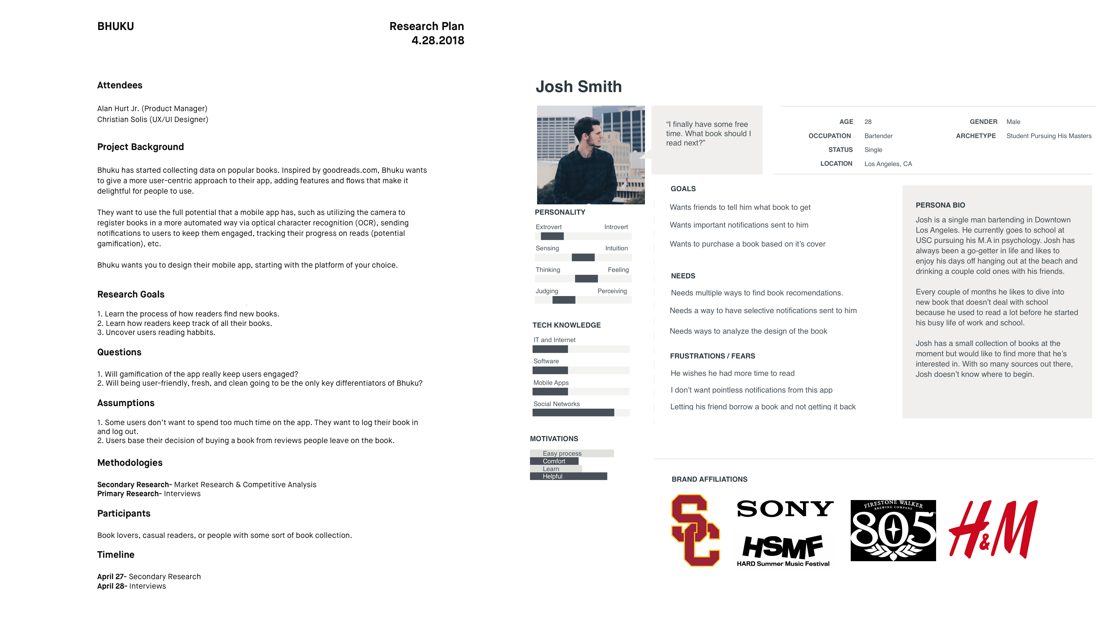 BHUKU
Research Plan
4.28.2018
Attendees
Alan Hurt Jr. (Product Manager)
Christian Solis (UX/UI Designer)
Project Background
Bhuku has started collecting data on popular books. Inspired by goodreads.com, Bhuku wants
to give a more user-centric approach to their app, adding features and flows that make it
delightful for people to use.
They want to use the full potential that a mobile app has, such as utilizing the camera to
register books in a more automated way via optical character recognition (OCR), sending
notifications to users to keep them engaged, tracking their progress on reads (potential
gamification), etc.
Bhuku wants you to design their mobile app, starting with the platform of your choice.
Research Goals
1. Learn the process of how readers find new books.
2. Learn how readers keep track of all their books.
3. Uncover users reading habbits.
Questions
1. Will gamification of the app really keep users engaged?
2. Will being user-friendly, fresh, and clean going to be the only key differentiators of Bhuku?
Assumptions
1. Some users don't want to spend too much time on the app. They want to log their book in
and log out.
2. Users base their decision of buying a book from reviews people leave on the book.
Methodologies
Secondary Research- Market Research & Competitive Analysis
Primary Research- Interviews
Participants
Book lovers, casual readers, or people with some sort of book collection.
Timeline
April 27- Secondary Research
April 28- Interviews
Josh Smith
"I finally have some free
time. What book should I
read next?"
AGE 28
OCCUPATION Bartender
STATUS Single
LOCATION Los Angeles, CA
GENDER Male
ARCHETYPE Student Pursuing His Masters
PERSONALITY
Extrovert Introvert
Sensing Intuition
Thinking Feeling
Judging Perceiving
TECH KNOWLEDGE
IT and Internet
Software
Mobile Apps
Social Networks
MOTIVATIONS
Easy process
Comfort
Learn
Helpful
GOALS
Wants friends to tell him what book to get
Wants important notifications sent to him
Wants to purchase a book based on it's cover
NEEDS
Needs multiple ways to find book recomendations.
Needs a way to have selective notifications sent to him
Needs ways to analyze the design of the book
FRUSTRATIONS / FEARS
He wishes he had more time to read
I don't want pointless notifications from this app
Letting his friend borrow a book and not getting it back
PERSONA BIO
Josh is a single man bartending in Downtown
Los Angeles. He currently goes to school at
USC pursuing his M.A in psychology. Josh has
always been a go-getter in life and likes to
enjoy his days off hanging out at the beach and
drinking a couple cold ones with his friends.
Every couple of months he likes to dive into
new book that doesn't deal with school
because he used to read a lot before he started
his busy life of work and school.
Josh has a small collection of books at the
moment but would like to find more that he's
interested in. With so many sources out there,
Josh doesn't know where to begin.
BRAND AFFILIATIONS
SC
SONY
HSMF
HARD Summer Music Festival
FIRESTONE WALKER
BREWING COMPANY
805
H&M